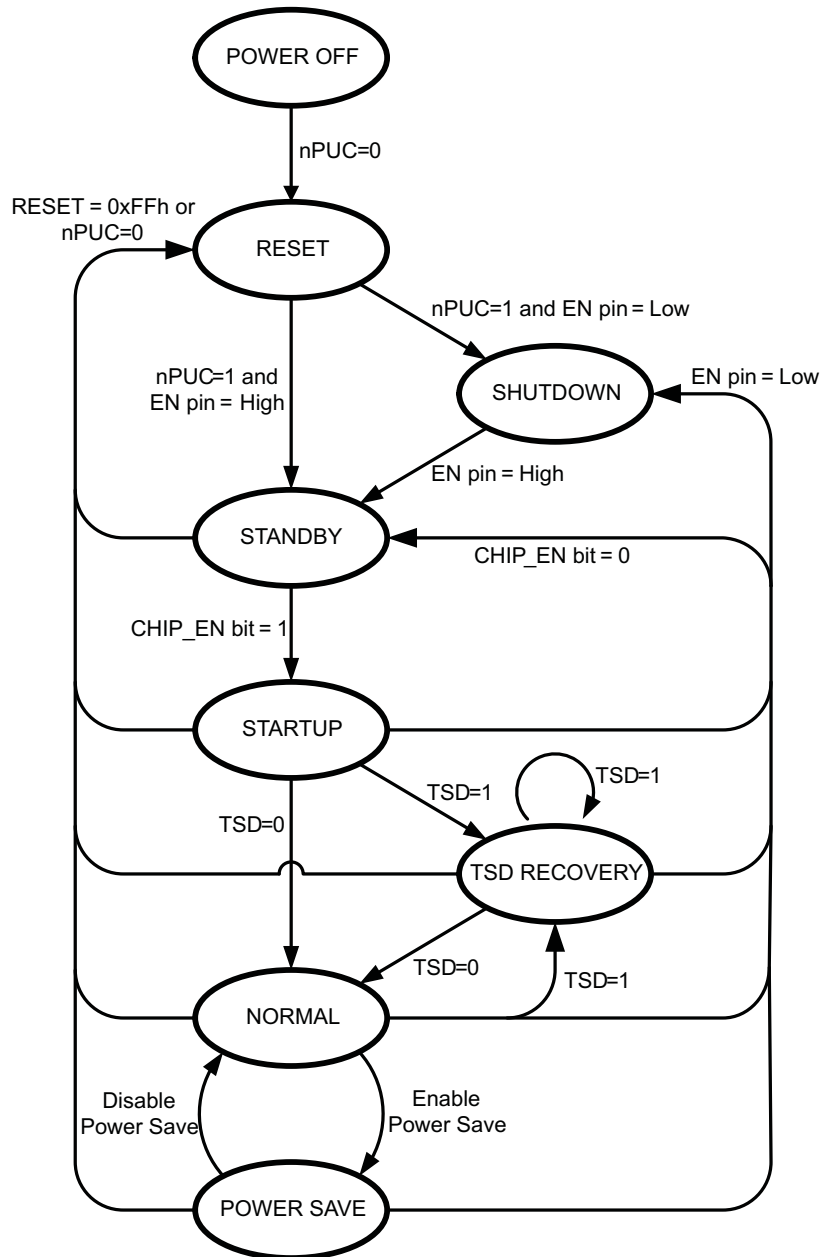 POWER OFF
nPUC=0
RESET = 0xFFh or
nPUC=0
RESET
nPUC=1 and EN pin = Low
nPUC=1 and
EN pin = High
EN pin = Low
SHUTDOWN
EN pin = High
STANDBY
CHIP_EN bit = 0
CHIP_EN bit = 1
STARTUP
TSD=1
TSD=1
TSD=0
TSD RECOVERY
TSD=0
TSD=1
NORMAL
Disable
Power Save
Enable
Power Save
POWER SAVE